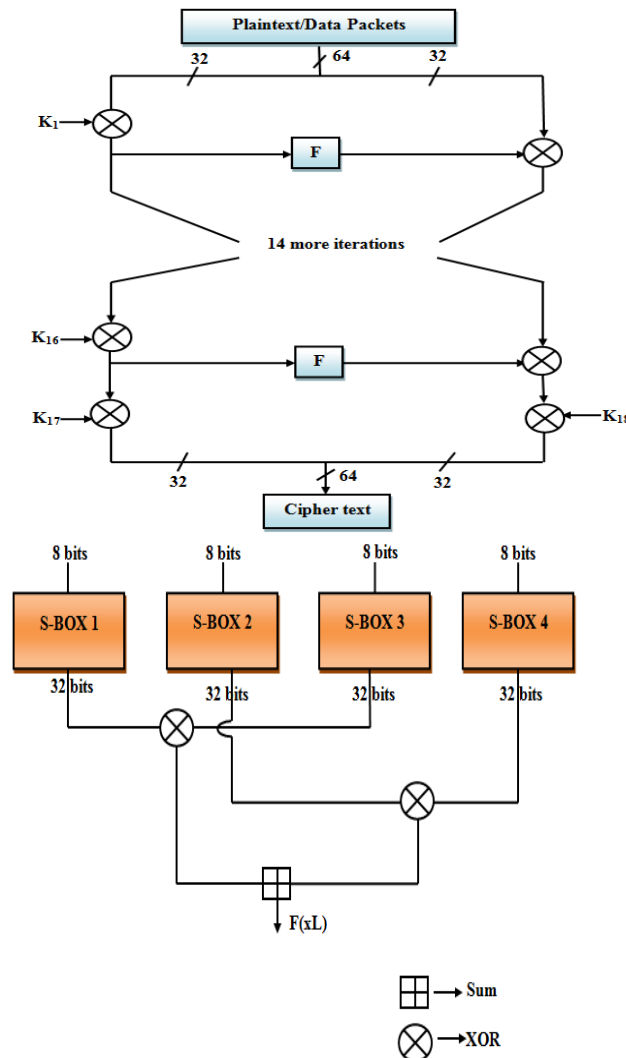 Plaintext/Data Packets
32 64 32
K1
F
14 more iterations
K16
F
K17 K18
32 64 32
Cipher text
8 bits 8 bits 8 bits 8 bits
S-BOX 1 S-BOX 2 S-BOX 3 S-BOX 4
32 bits 32 bits 32 bits 32 bits
F(xL)
Sum
XOR